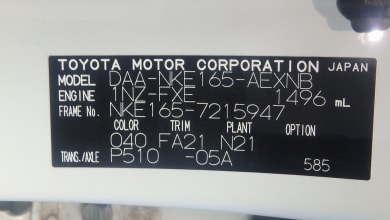 TOYOTA MOTOR CORPORATION JAPAN
MODEL DAA-NKE165-AEXNB
ENGINE 1NZ-FXE 1496 mL
FRAME No. NKE165-7215947
COLOR TRIM PLANT OPTION
040 FA21 N21
TRANS./AXLE P510 -05A
585